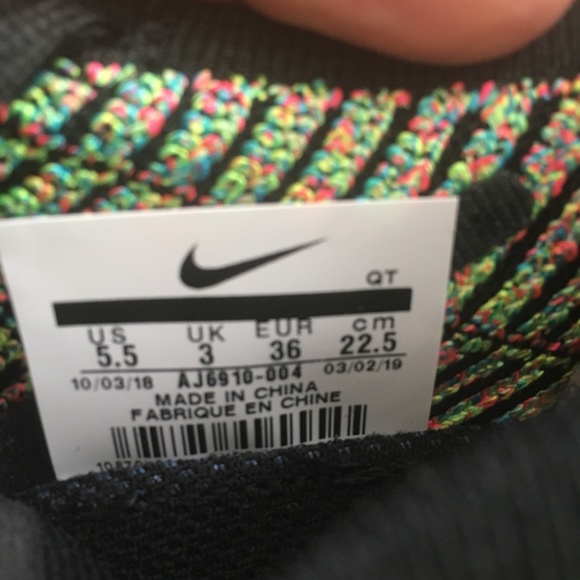 QT
US UK EUR cm
5.5 3 36 22.5
10/03/18 AJ6910-004 03/02/19
MADE IN CHINA
FABRIQUE EN CHINE